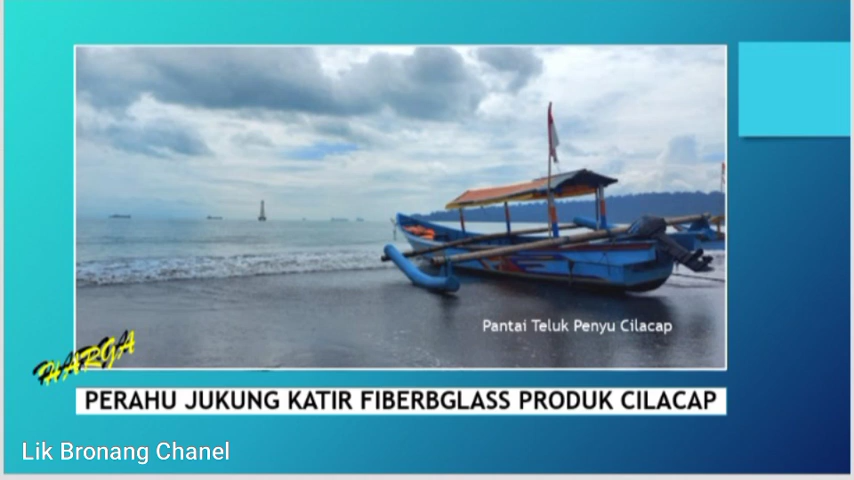 Pantai Teluk Penyu Cilacap
HARGA
PERAHU JUKUNG KATIR FIBERBGLASS PRODUK CILACAP
Lik Bronang Chanel